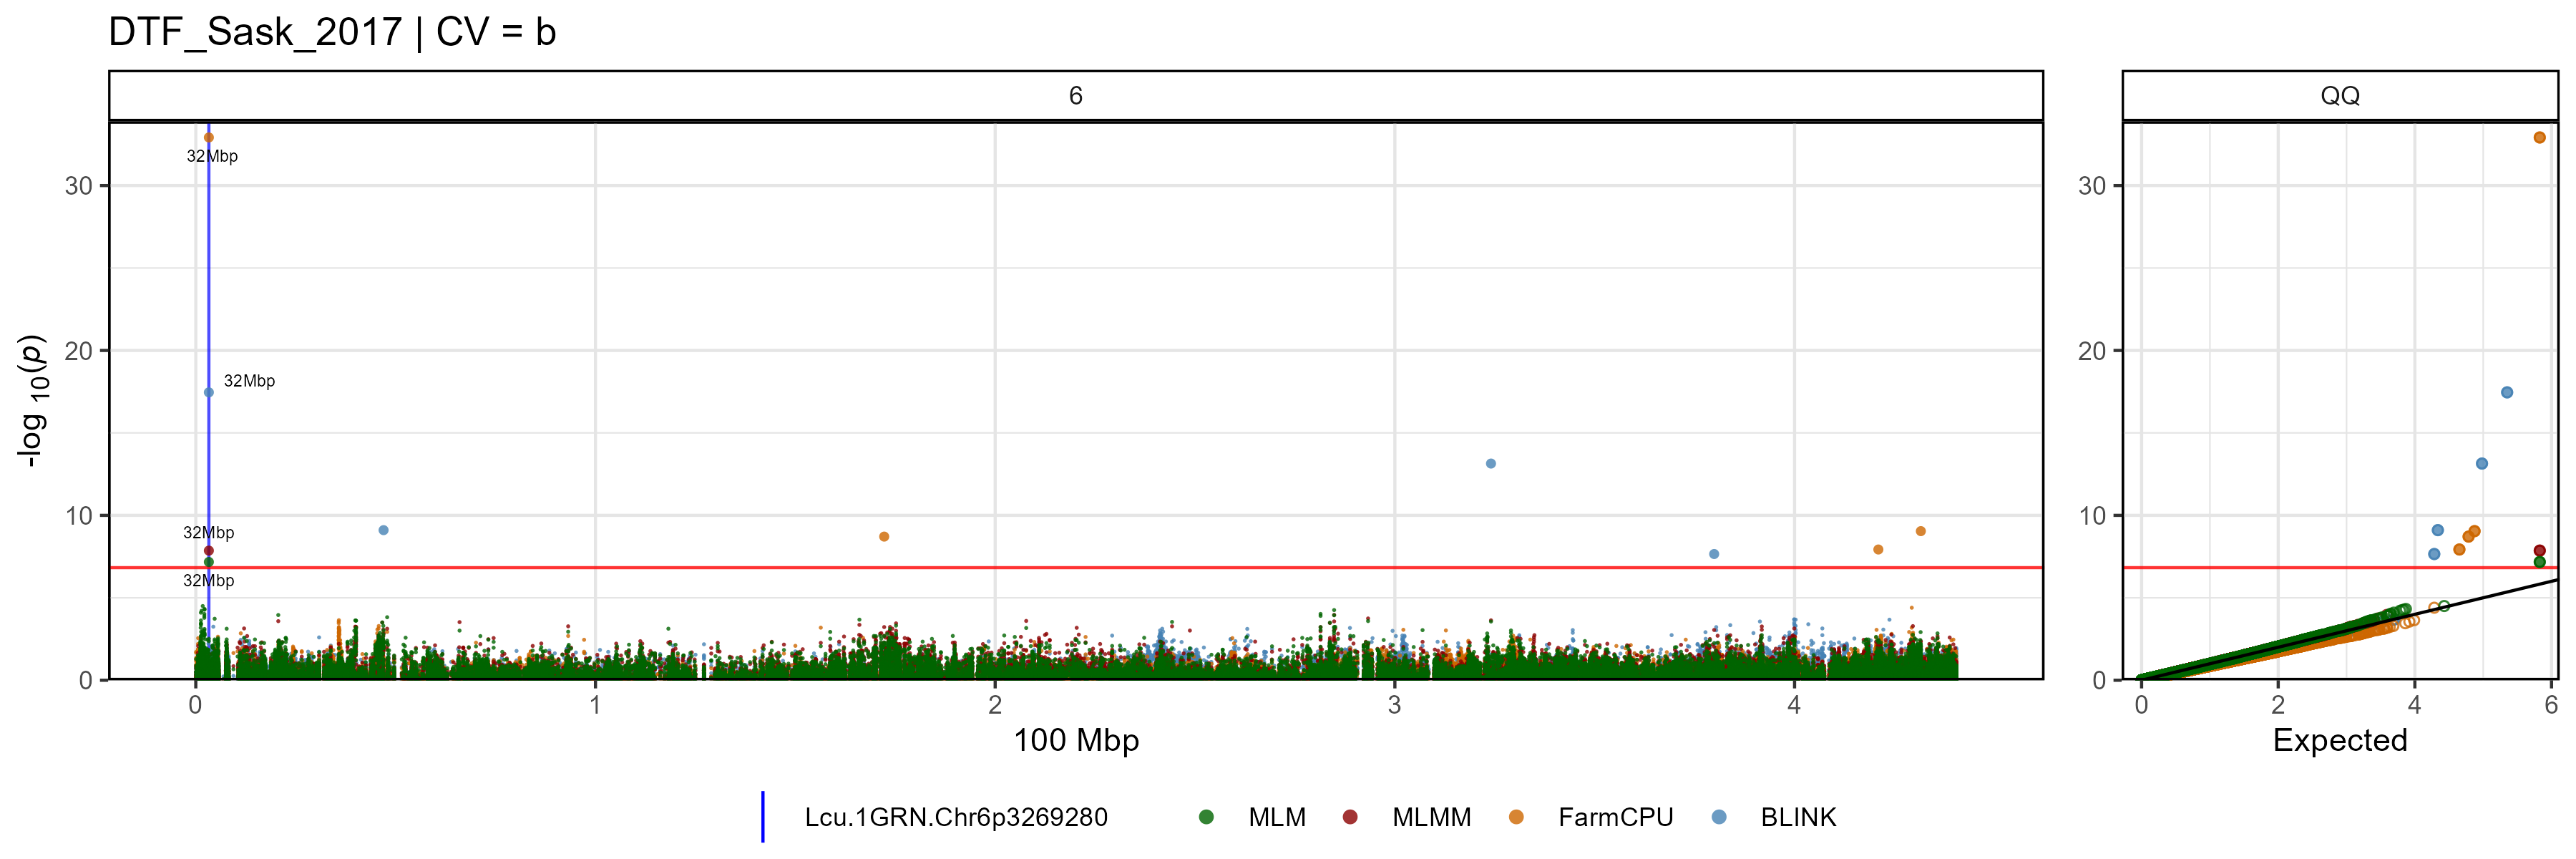 DTF_Sask_2017 | CV = b
6
QQ
32Mbp
32Mbp
32Mbp
32Mbp
-log 10(p)
30
20
10
0
0 1 2 3 4
100 Mbp
30
20
10
0
0 2 4 6
Expected
Lcu.1GRN.Chr6p3269280 MLM MLMM FarmCPU BLINK